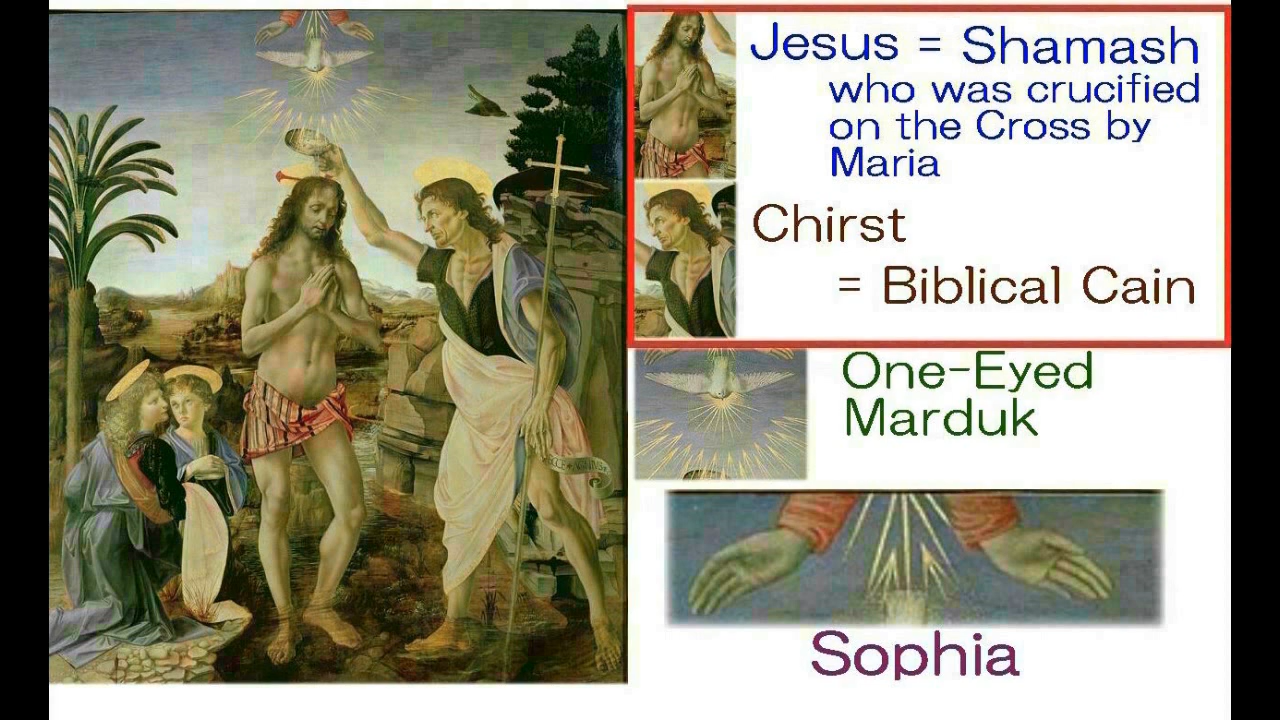 Jesus = Shamash
who was crucified
on the Cross by
Maria
Chirst
= Biblical Cain
One-Eyed
Marduk
Sophia